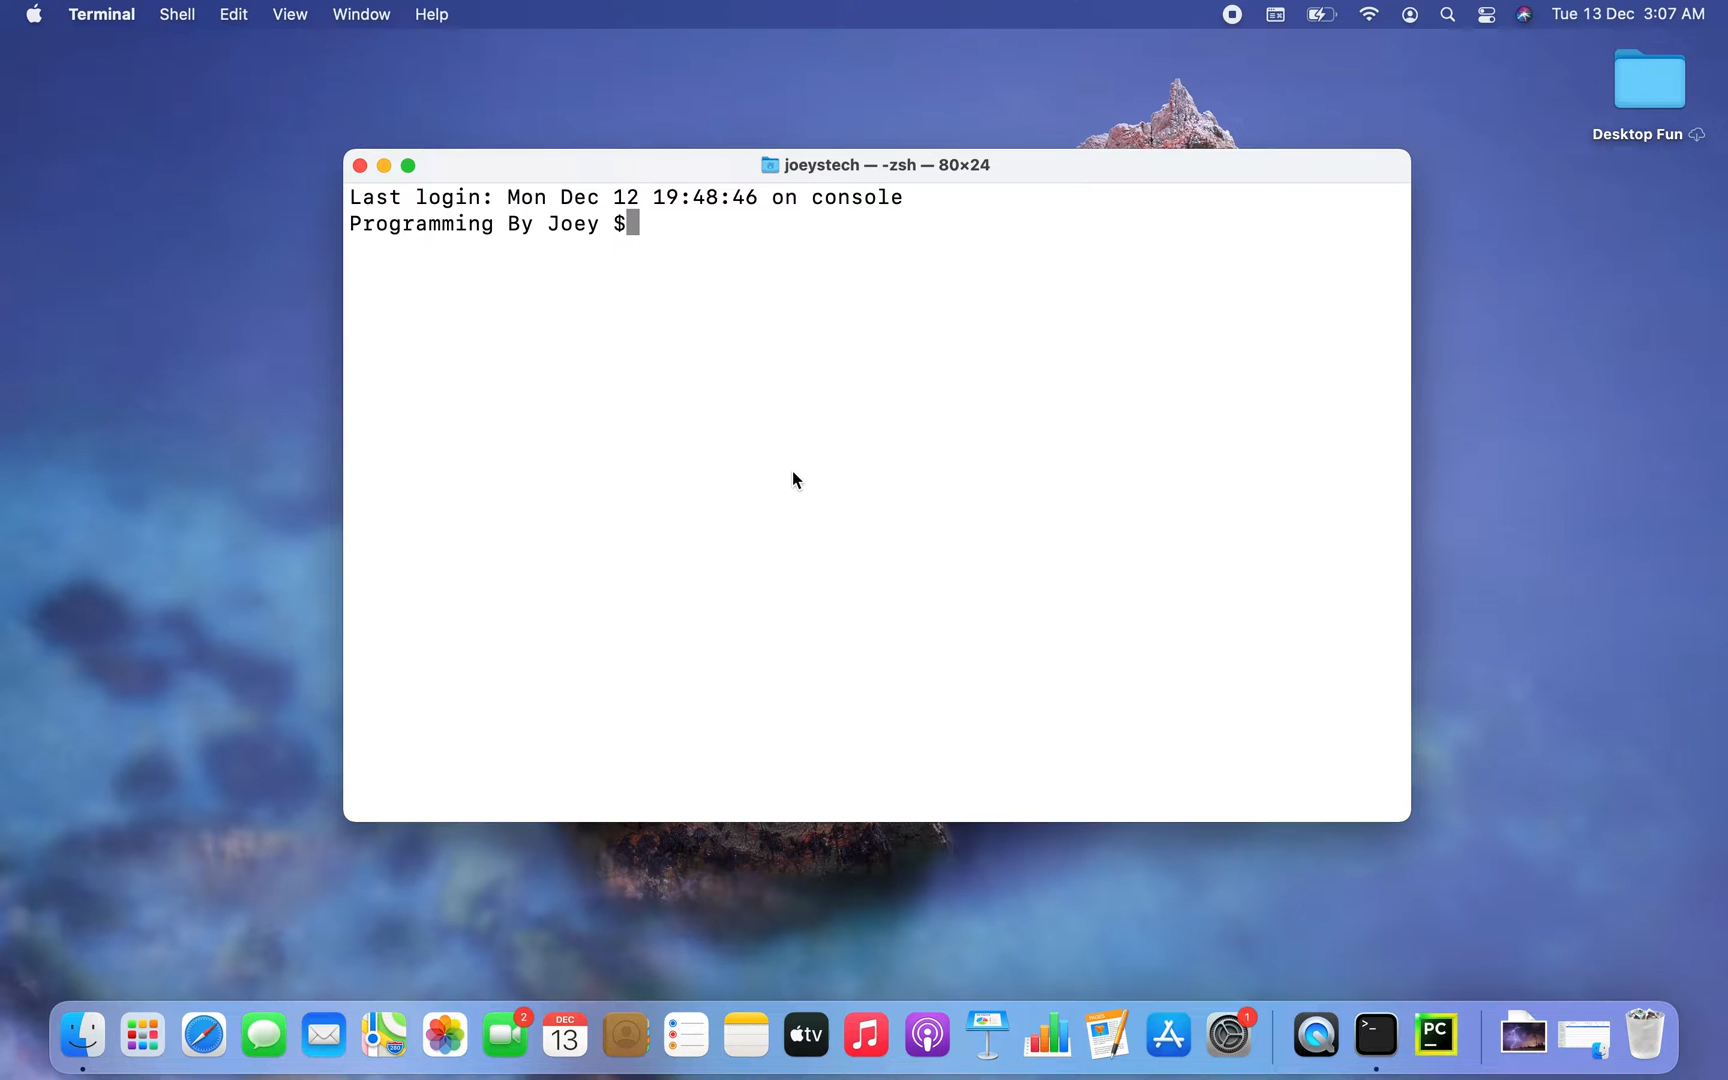 Terminal Shell Edit View Window Help Tue 13 Dec 3:07 AM
Desktop Fun
joeystech — -zsh — 80×24
Last login: Mon Dec 12 19:48:46 on console
Programming By Joey $
2
DEC
13
tv
1
>_
PC